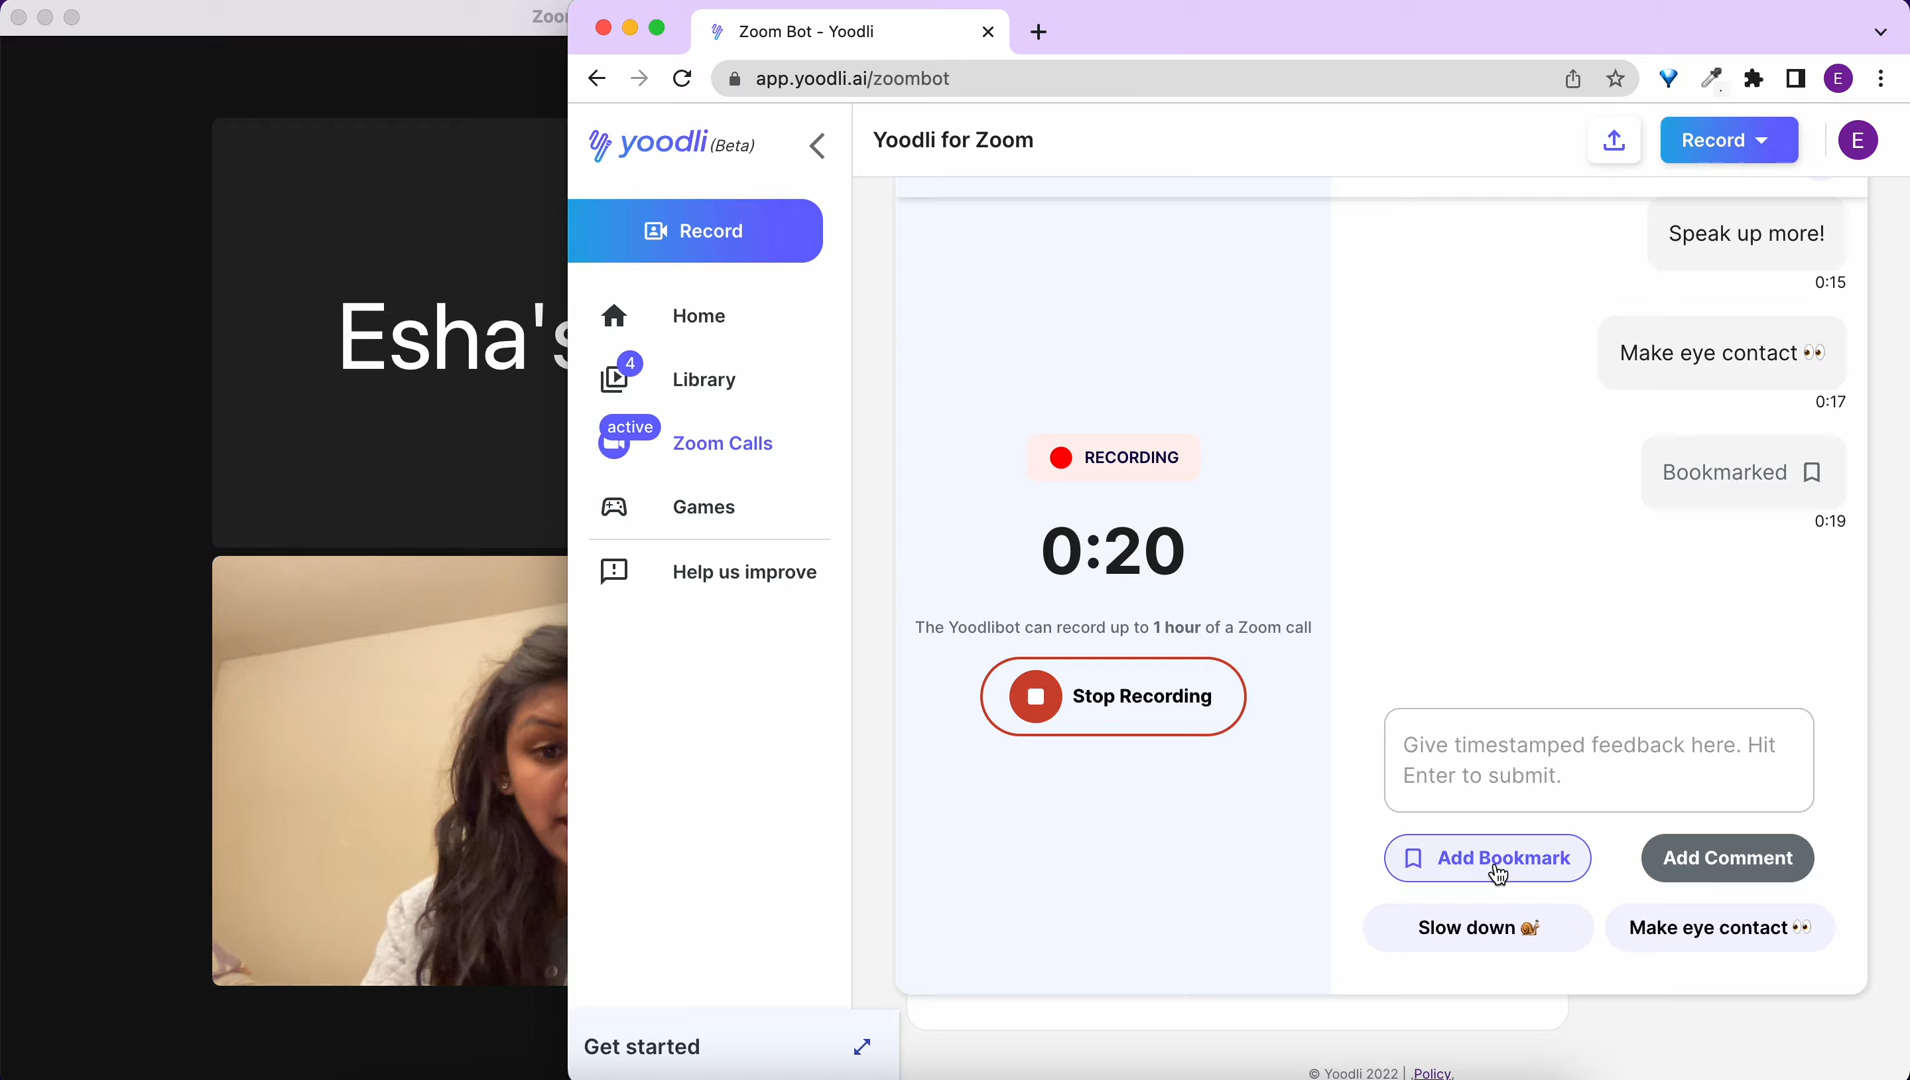 Zoo
Zoom Bot - Yoodli
app.yoodli.ai/zoombot
E
yoodli (Beta)
Yoodli for Zoom
Record
E
Record
Home
4
Library
active
Zoom Calls
Games
Help us improve
Get started
Esha's
RECORDING
0:20
The Yoodlibot can record up to 1 hour of a Zoom call
Stop Recording
Speak up more!
0:15
Make eye contact 👀
0:17
Bookmarked
0:19
Give timestamped feedback here. Hit
Enter to submit.
Add Bookmark
Add Comment
Slow down 🐌
Make eye contact 👀
© Yoodli 2022 | ,Policy,